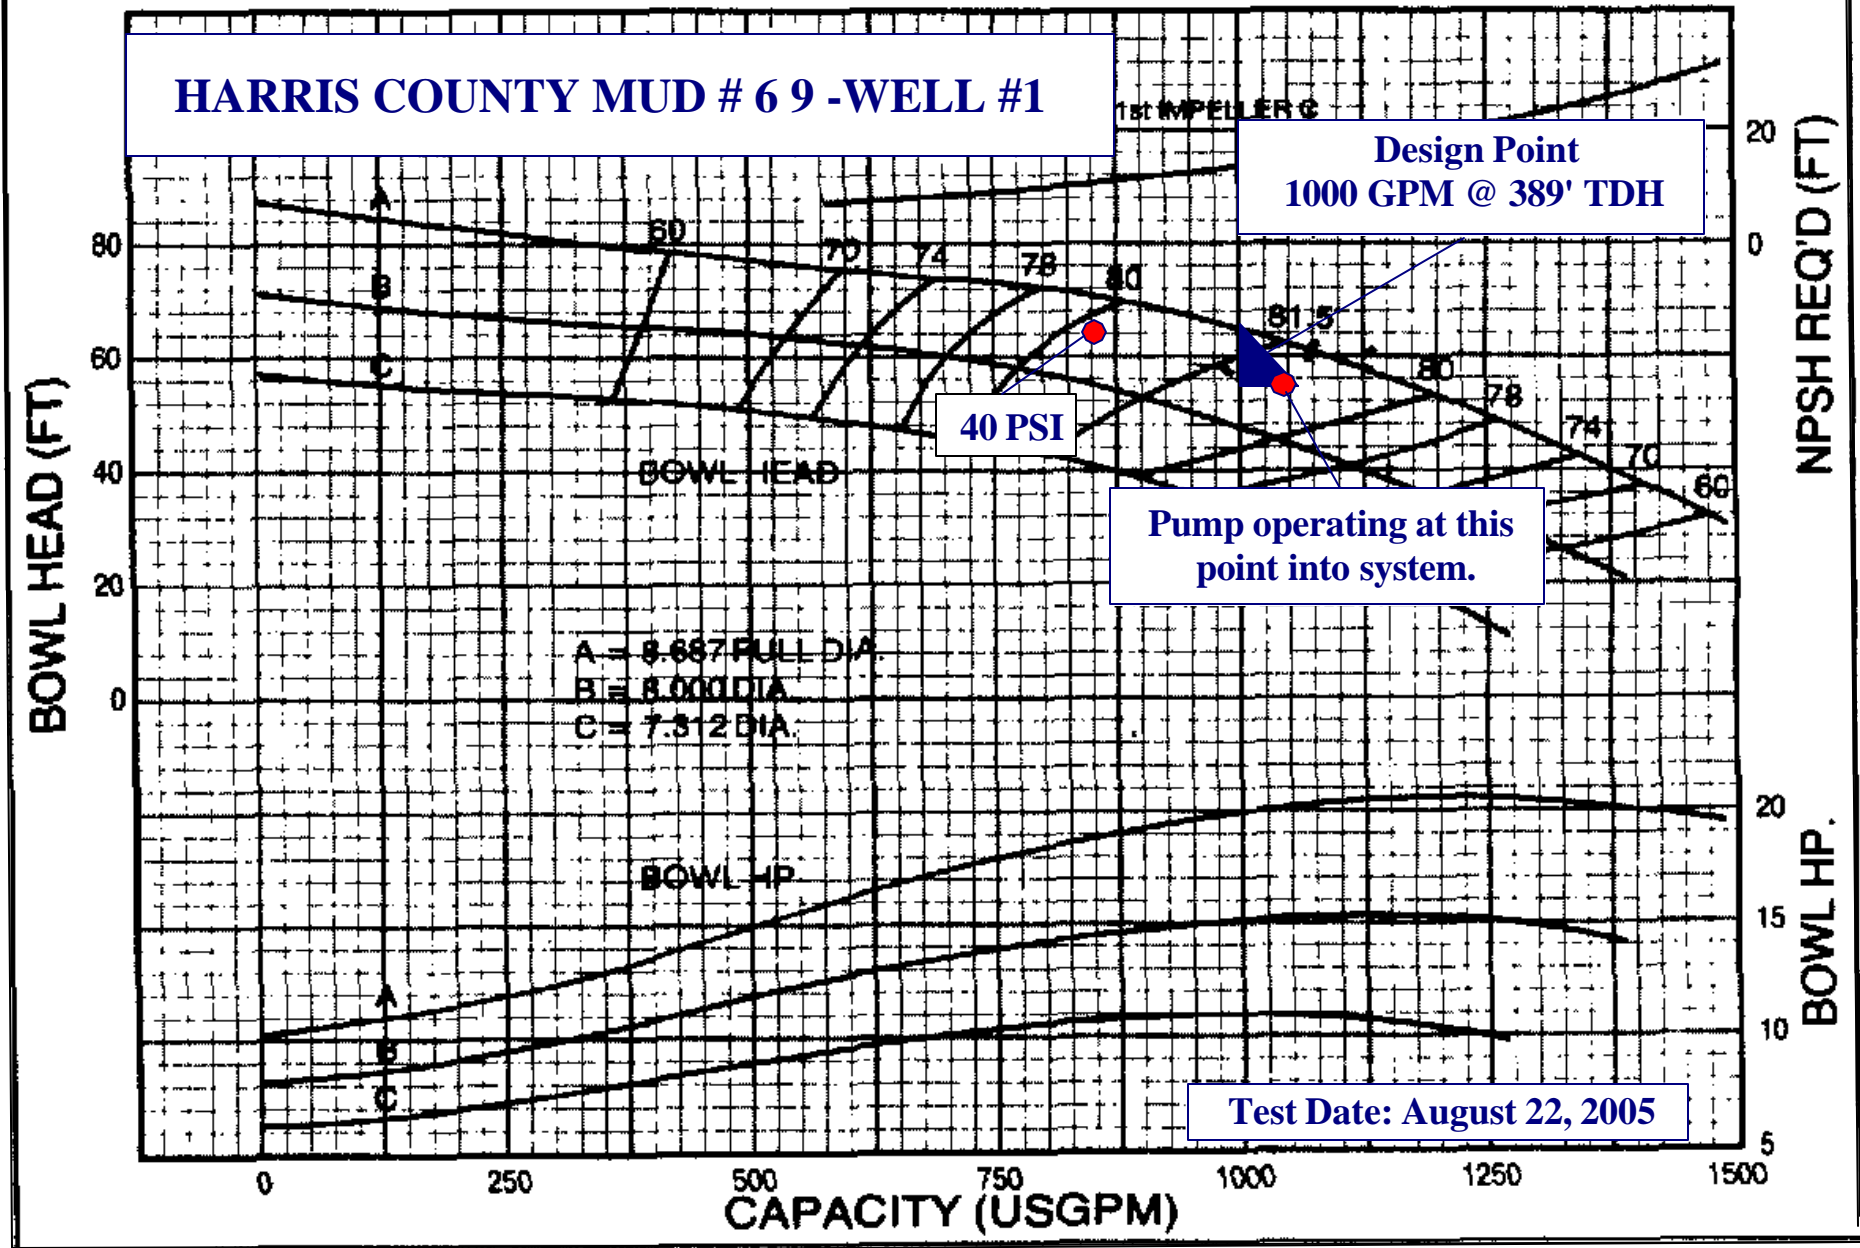 HARRIS COUNTY MUD # 6 9 -WELL #1
1st IMPELLER C
Design Point
1000 GPM @ 389' TDH
20
0
NPSH REQ'D (FT)
A
B
C
80
60
40
20
0
BOWL HEAD (FT)
60
70
74
78
80
81.5
80
78
74
70
60
40 PSI
BOWL HEAD
Pump operating at this
point into system.
A = 8.687 FULL DIA.
B = 8.000 DIA.
C = 7.312 DIA.
BOWL HP
A
B
C
20
15
10
5
BOWL HP.
Test Date: August 22, 2005
0
250
500
750
1000
1250
1500
CAPACITY (USGPM)